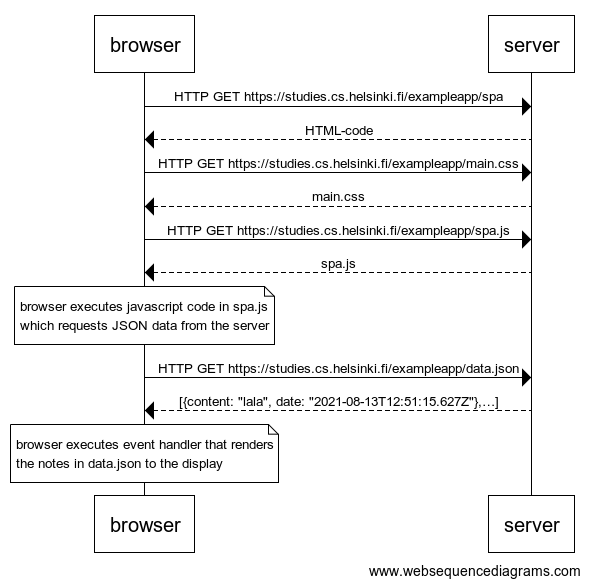 browser
server
HTTP GET https://studies.cs.helsinki.fi/exampleapp/spa
HTML-code
HTTP GET https://studies.cs.helsinki.fi/exampleapp/main.css
main.css
HTTP GET https://studies.cs.helsinki.fi/exampleapp/spa.js
spa.js
browser executes javascript code in spa.js
which requests JSON data from the server
HTTP GET https://studies.cs.helsinki.fi/exampleapp/data.json
[{content: "lala", date: "2021-08-13T12:51:15.627Z"},...]
browser executes event handler that renders
the notes in data.json to the display
browser
server
www.websequencediagrams.com